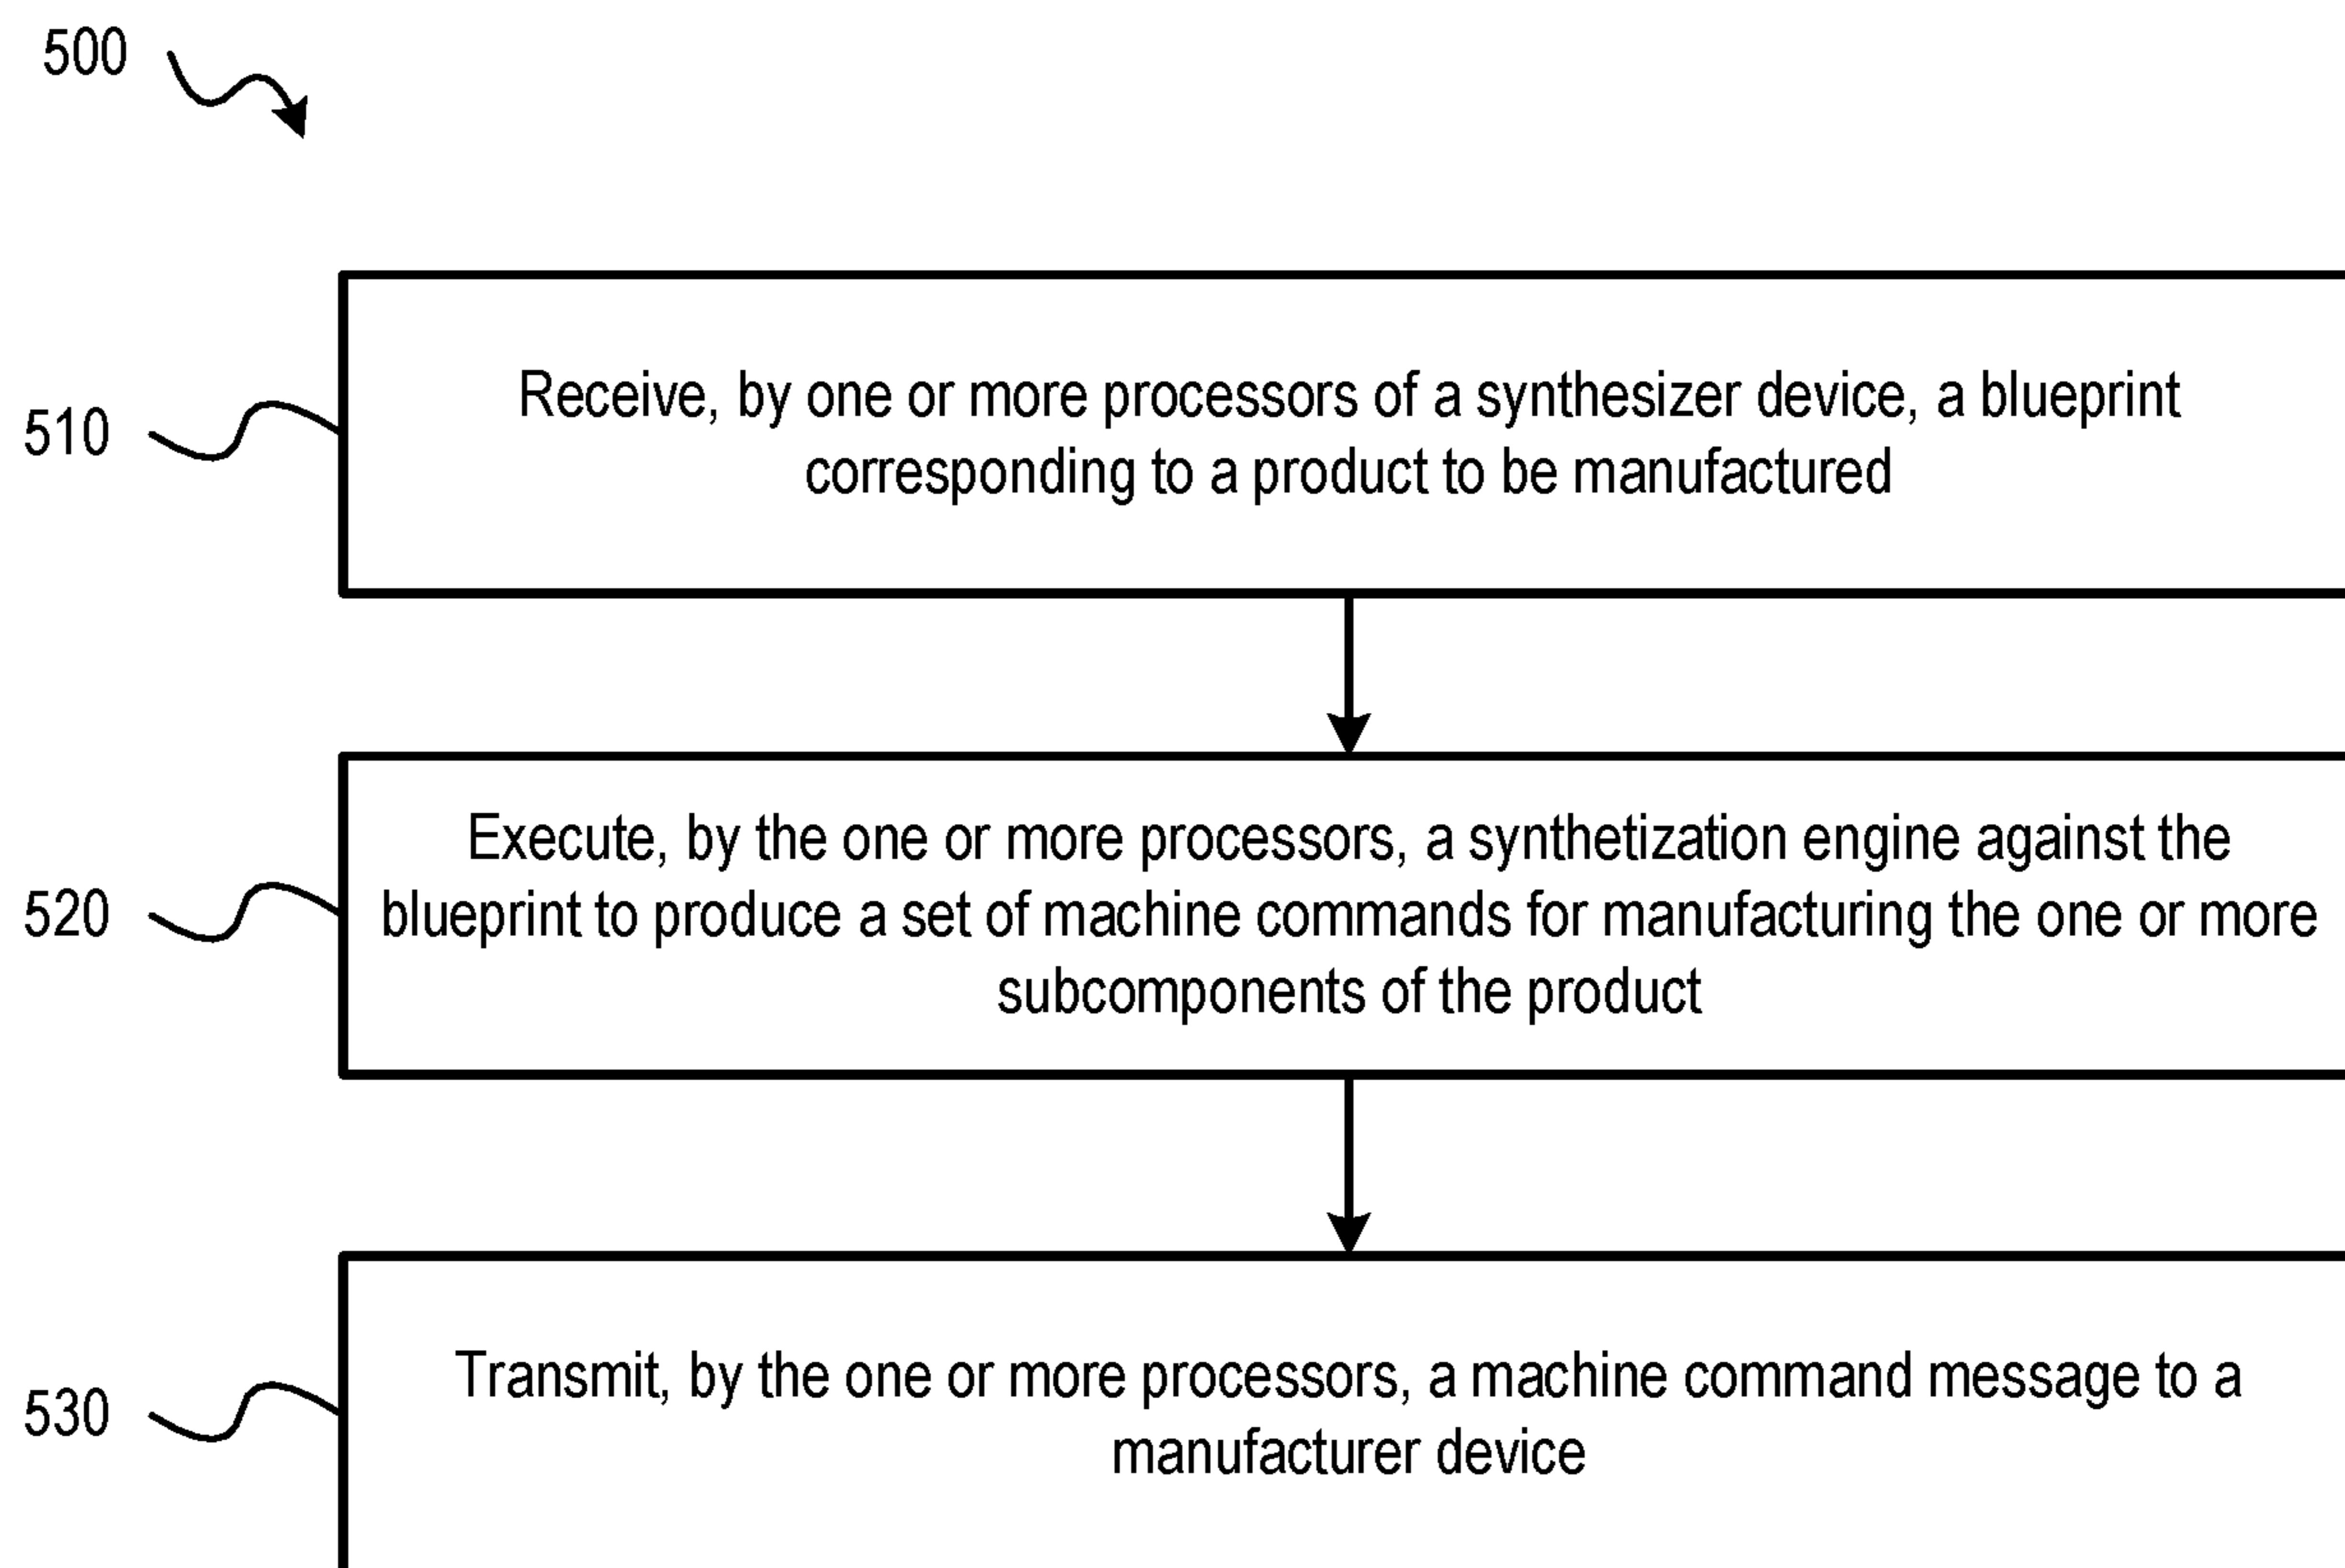 500
510
Receive, by one or more processors of a synthesizer device, a blueprint
corresponding to a product to be manufactured
520
Execute, by the one or more processors, a synthetization engine against the
blueprint to produce a set of machine commands for manufacturing the one or more
subcomponents of the product
530
Transmit, by the one or more processors, a machine command message to a
manufacturer device